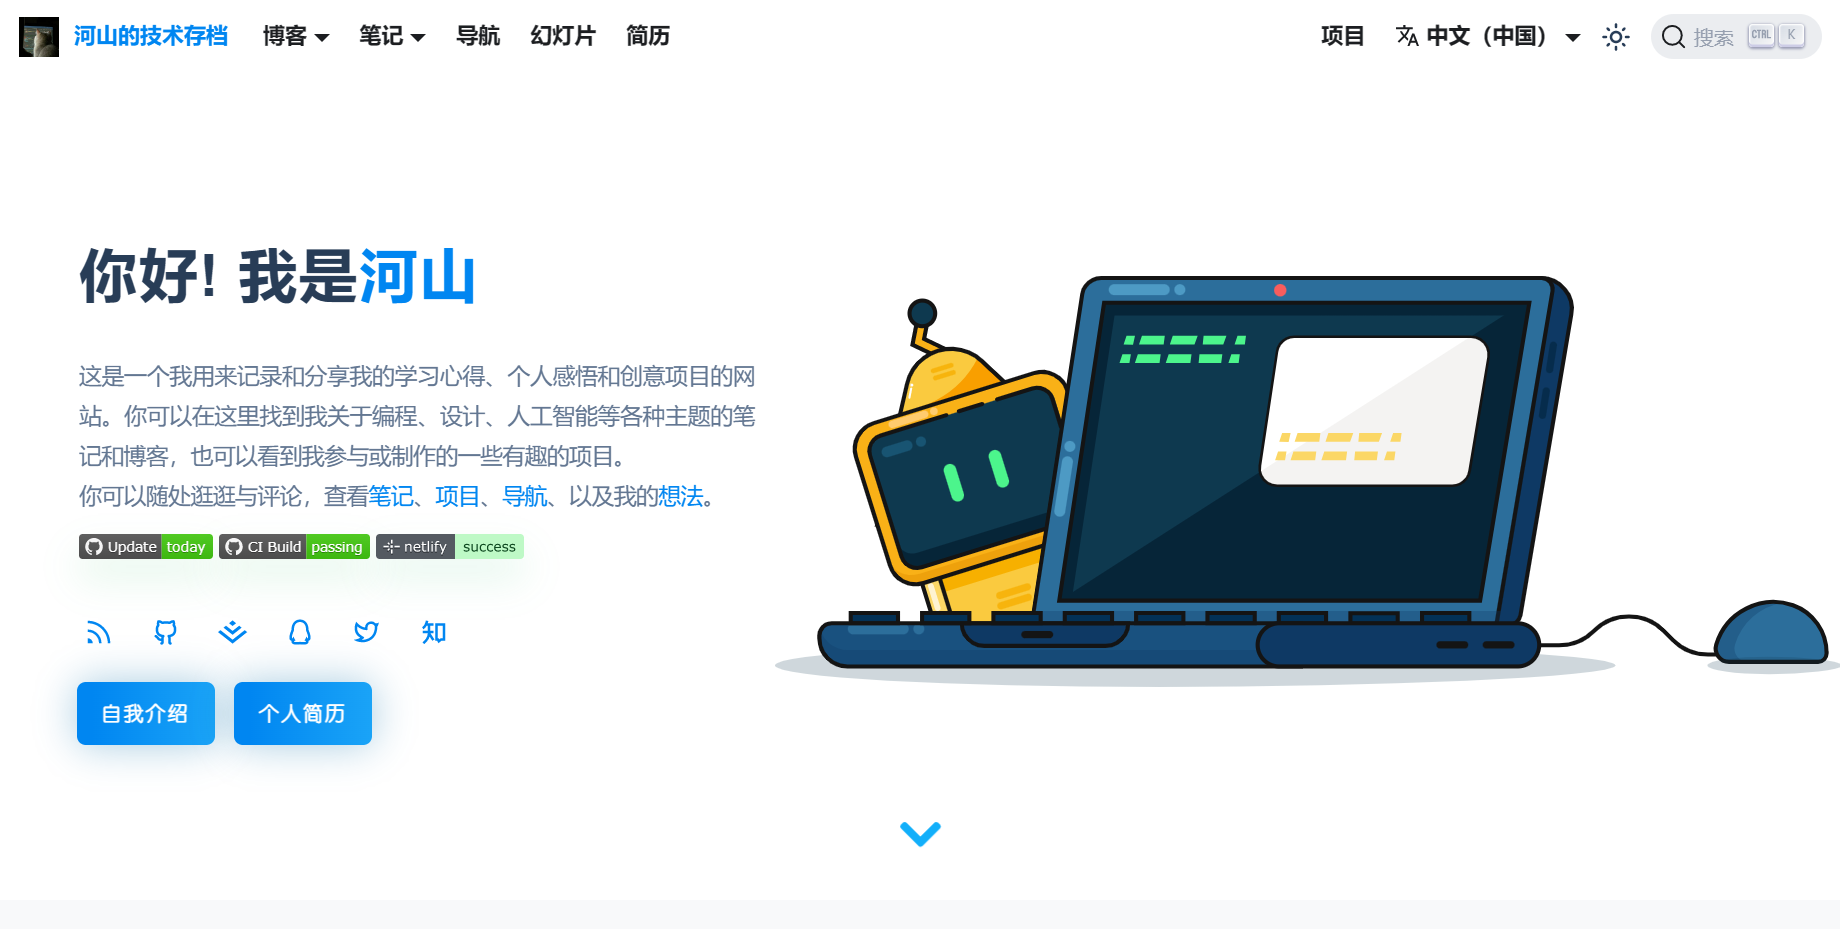 河山的技术存档 博客 笔记 导航 幻灯片 简历 项目 中文（中国） 搜索 CTRL K
你好! 我是河山
这是一个我用来记录和分享我的学习心得、个人感悟和创意项目的网
站。你可以在这里找到我关于编程、设计、人工智能等各种主题的笔
记和博客，也可以看到我参与或制作的一些有趣的项目。
你可以随处逛逛与评论，查看笔记、项目、导航、以及我的想法。
Update today CI Build passing netlify success
知
自我介绍 个人简历